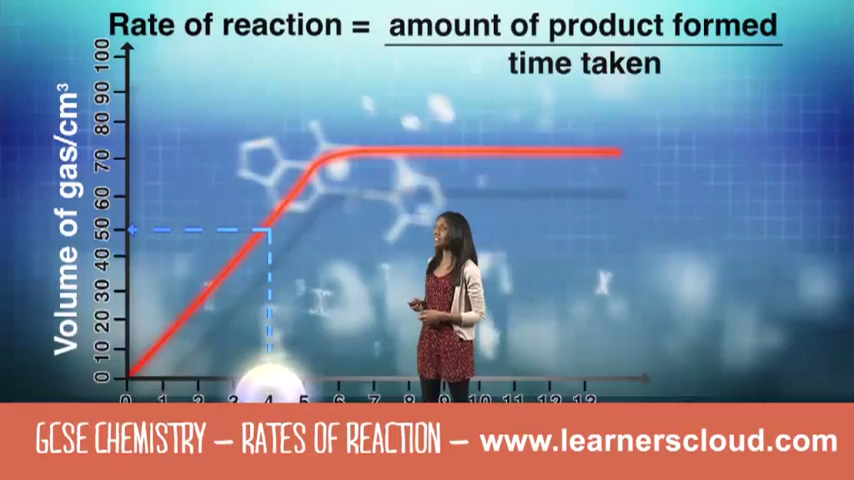 Rate of reaction = amount of product formed
time taken
Volume of gas/cm³
100
90
80
70
60
50
40
30
20
10
0
0 1 2 3 4 5 6 7 8 9 10 11 12 13
GCSE CHEMISTRY – RATES OF REACTION – www.learnerscloud.com